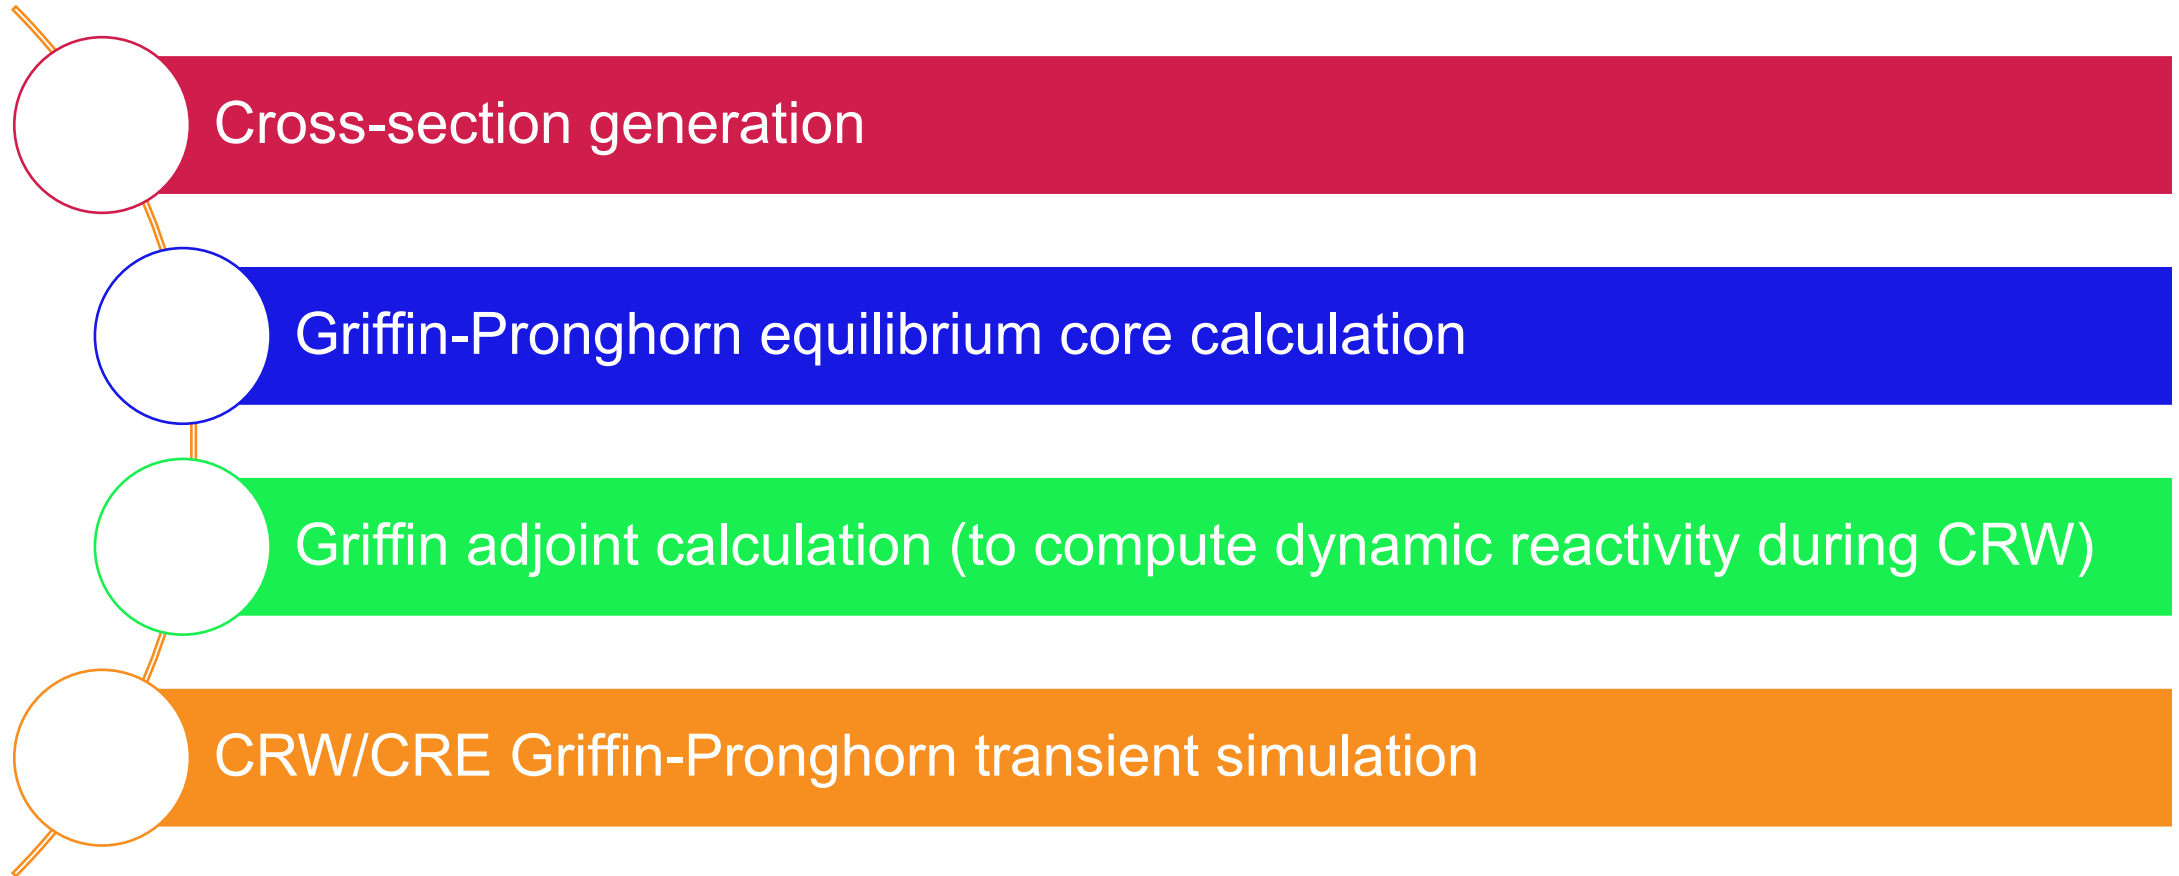 Cross-section generation
Griffin-Pronghorn equilibrium core calculation
Griffin adjoint calculation (to compute dynamic reactivity during CRW)
CRW/CRE Griffin-Pronghorn transient simulation